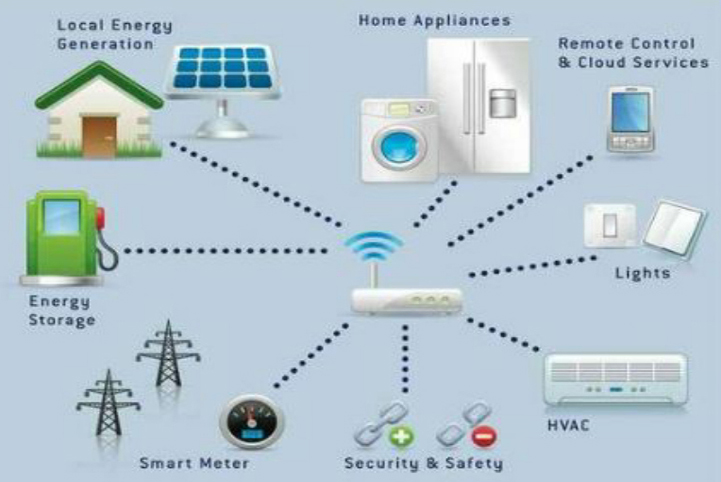 Local Energy
Generation
Home Appliances
Remote Control
& Cloud Services
Lights
Energy
Storage
HVAC
Smart Meter
Security & Safety